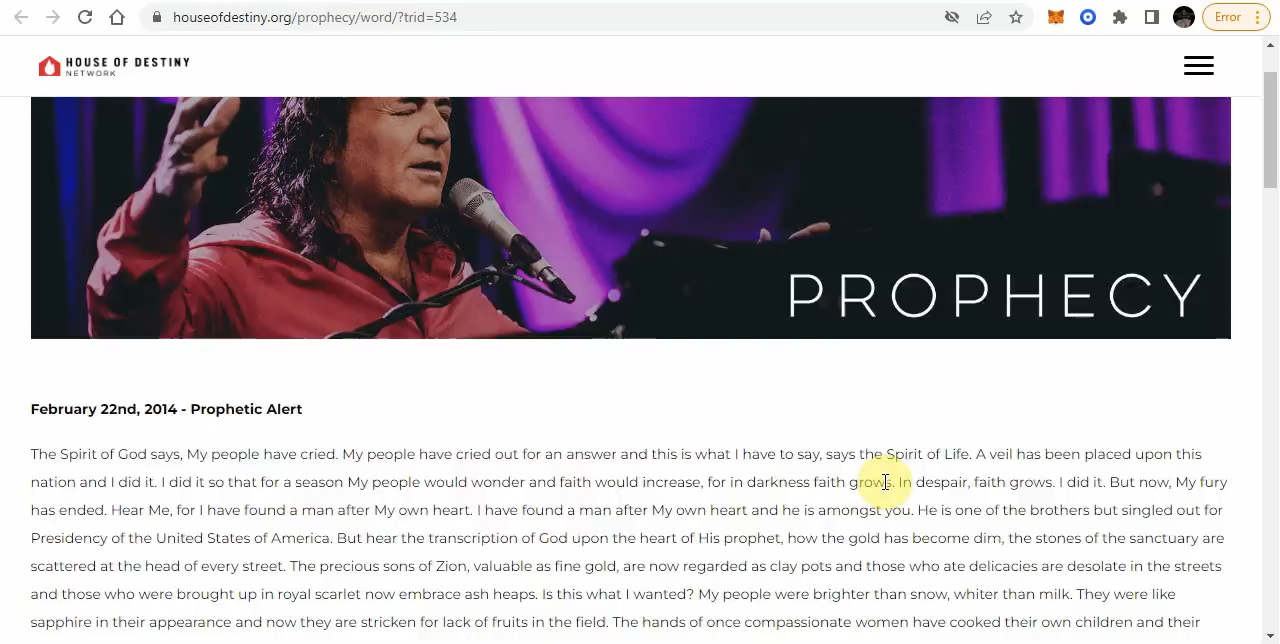 houseofdestiny.org/prophecy/word/?trid=534
Error
HOUSE OF DESTINY
NETWORK
PROPHECY
February 22nd, 2014 - Prophetic Alert
The Spirit of God says, My people have cried. My people have cried out for an answer and this is what I have to say, says the Spirit of Life. A veil has been placed upon this
nation and I did it. I did it so that for a season My people would wonder and faith would increase, for in darkness faith grows. In despair, faith grows. I did it. But now, My fury
has ended. Hear Me, for I have found a man after My own heart. I have found a man after My own heart and he is amongst you. He is one of the brothers but singled out for
Presidency of the United States of America. But hear the transcription of God upon the heart of His prophet, how the gold has become dim, the stones of the sanctuary are
scattered at the head of every street. The precious sons of Zion, valuable as fine gold, are now regarded as clay pots and those who ate delicacies are desolate in the streets
and those who were brought up in royal scarlet now embrace ash heaps. Is this what I wanted? My people were brighter than snow, whiter than milk. They were like
sapphire in their appearance and now they are stricken for lack of fruits in the field. The hands of once compassionate women have cooked their own children and their